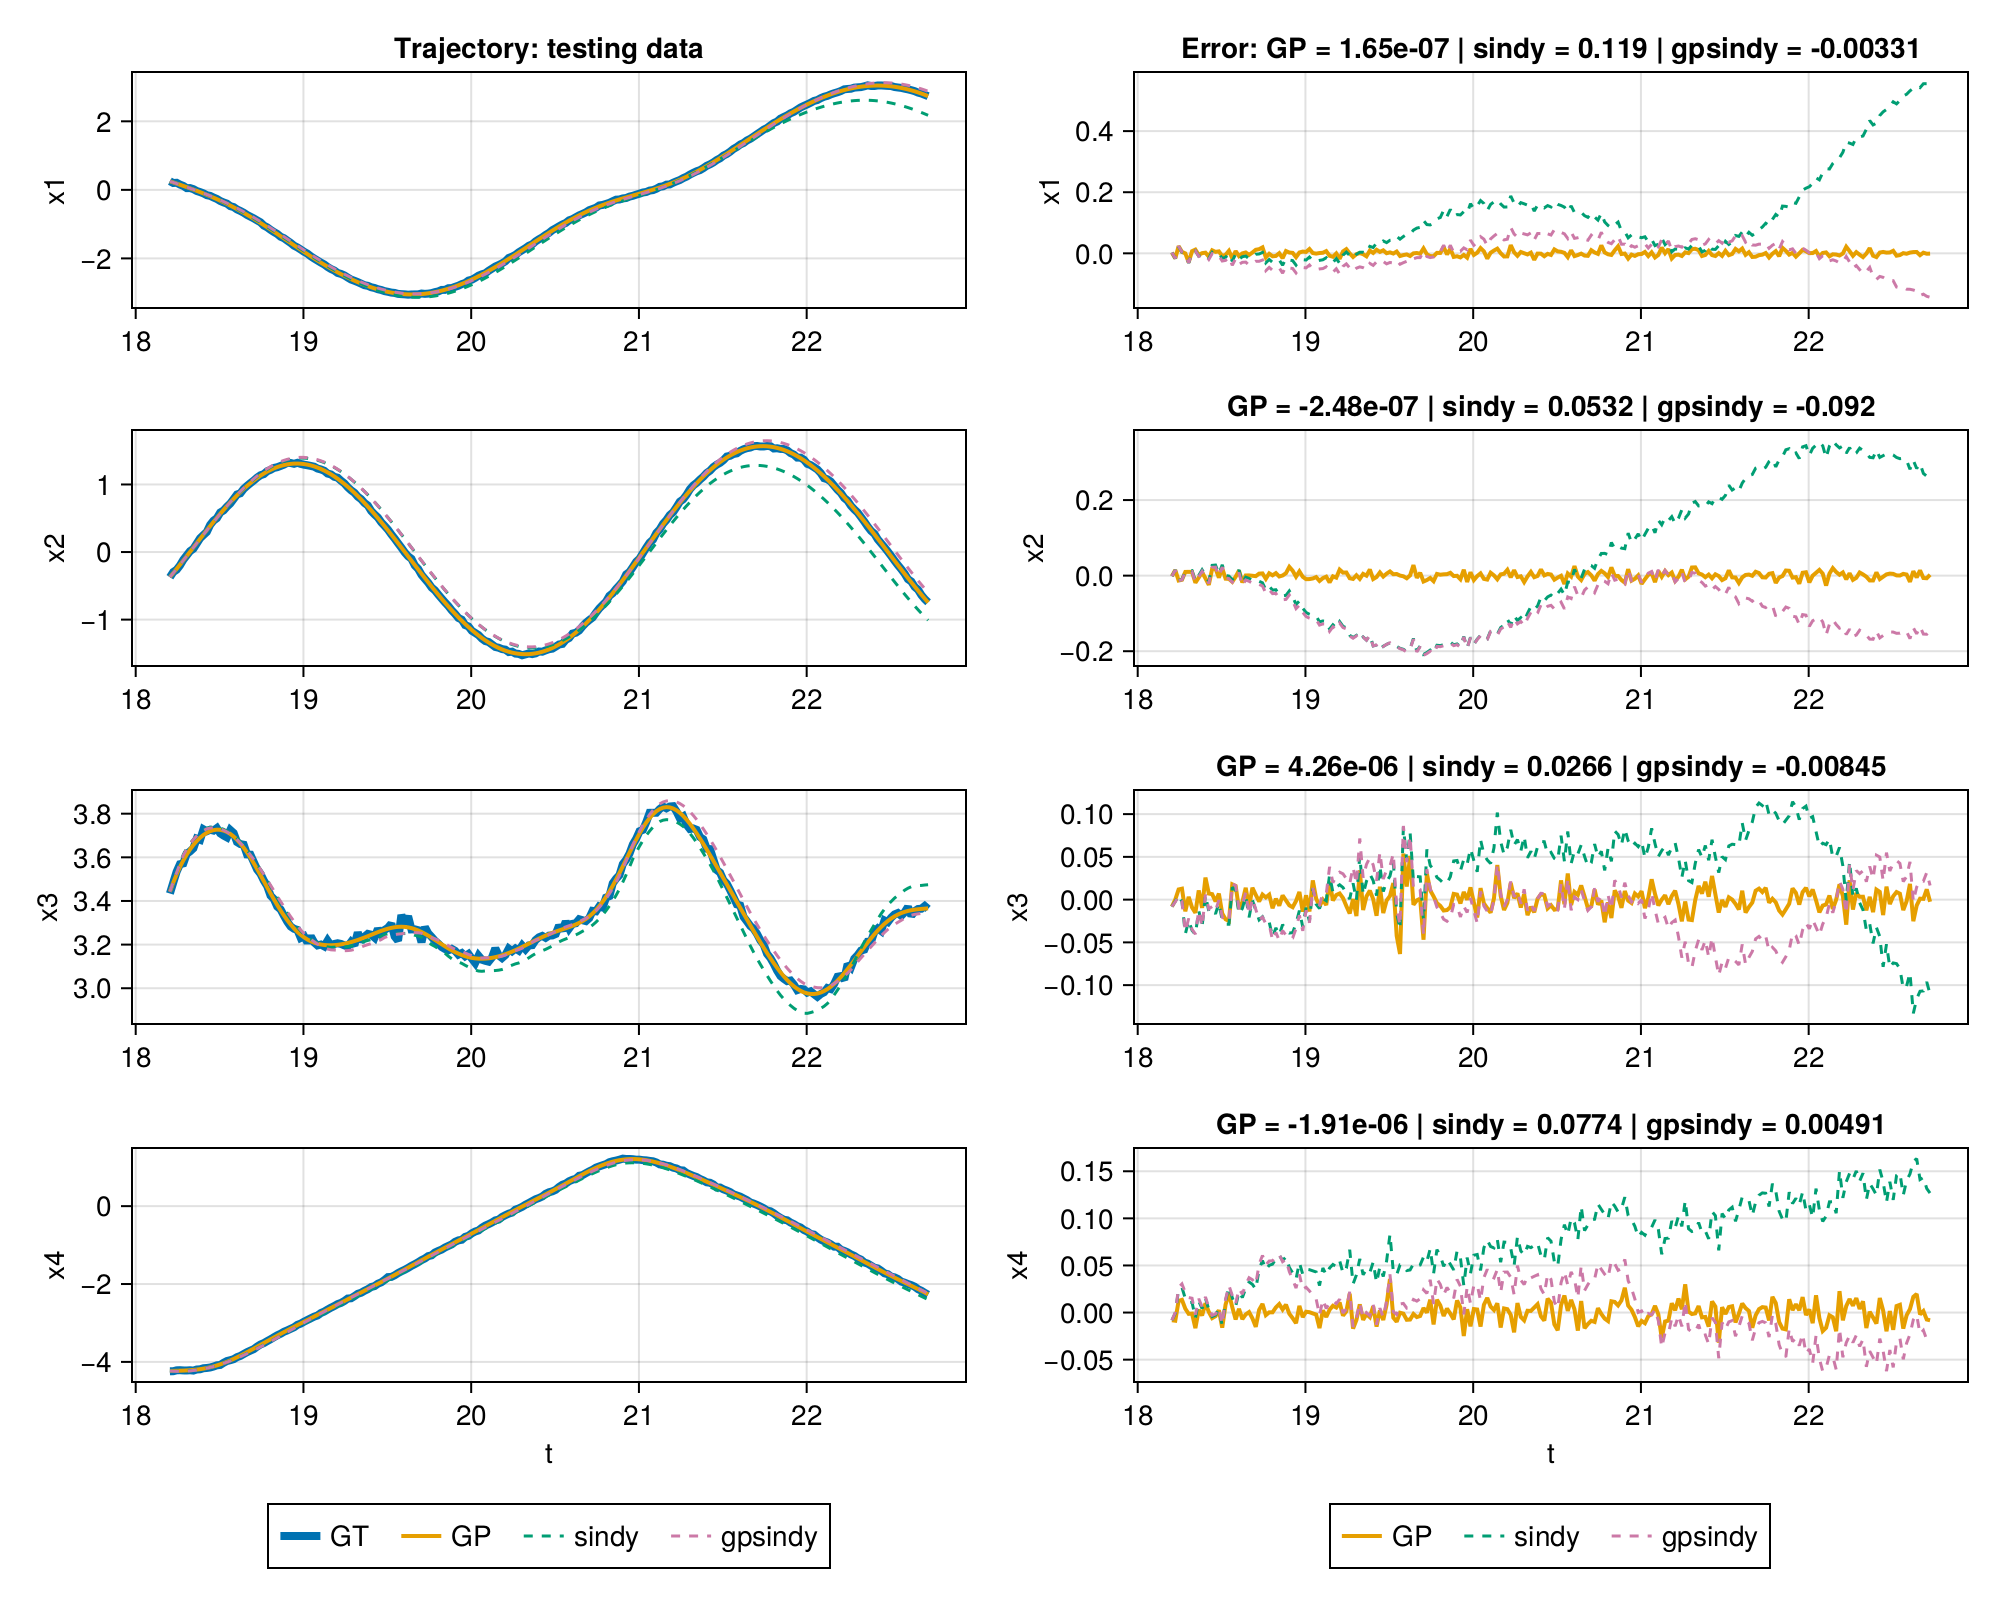 Trajectory: testing data
x1
2
0
−2
18 19 20 21 22
Error: GP = 1.65e-07 | sindy = 0.119 | gpsindy = -0.00331
x1
0.4
0.2
0.0
18 19 20 21 22
x2
1
0
−1
18 19 20 21 22
GP = -2.48e-07 | sindy = 0.0532 | gpsindy = -0.092
x2
0.2
0.0
−0.2
18 19 20 21 22
x3
3.8
3.6
3.4
3.2
3.0
18 19 20 21 22
GP = 4.26e-06 | sindy = 0.0266 | gpsindy = -0.00845
x3
0.10
0.05
0.00
−0.05
−0.10
18 19 20 21 22
x4
0
−2
−4
18 19 20 21 22
t
GP = -1.91e-06 | sindy = 0.0774 | gpsindy = 0.00491
x4
0.15
0.10
0.05
0.00
−0.05
18 19 20 21 22
t
GT GP sindy gpsindy
GP sindy gpsindy